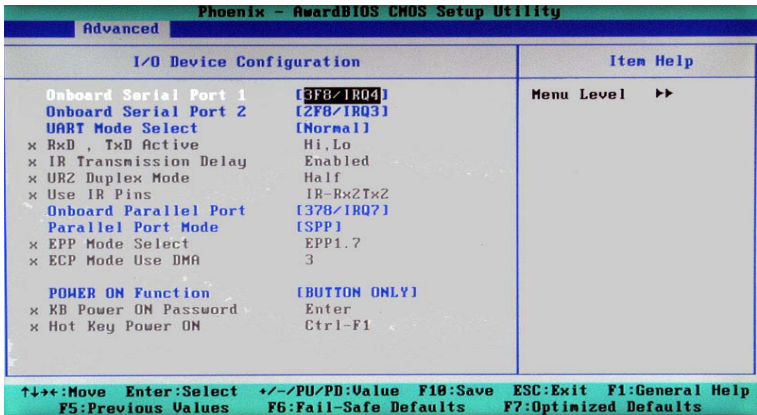 Phoenix - AwardBIOS CMOS Setup Utility
Advanced
I/O Device Configuration
Item Help
Onboard Serial Port 1 [3F8/IRQ4]
Menu Level ▶▶
Onboard Serial Port 2 [2F8/IRQ3]
UART Mode Select [Normal]
x RxD , TxD Active Hi,Lo
x IR Transmission Delay Enabled
x UR2 Duplex Mode Half
x Use IR Pins IR-Rx2Tx2
Onboard Parallel Port [378/IRQ7]
Parallel Port Mode [SPP]
x EPP Mode Select EPP1.7
x ECP Mode Use DMA 3
POWER ON Function [BUTTON ONLY]
x KB Power ON Password Enter
x Hot Key Power ON Ctrl-F1
↑↓→←:Move Enter:Select +/-/PU/PD:Value F10:Save ESC:Exit F1:General Help
F5:Previous Values F6:Fail-Safe Defaults F7:Optimized Defaults